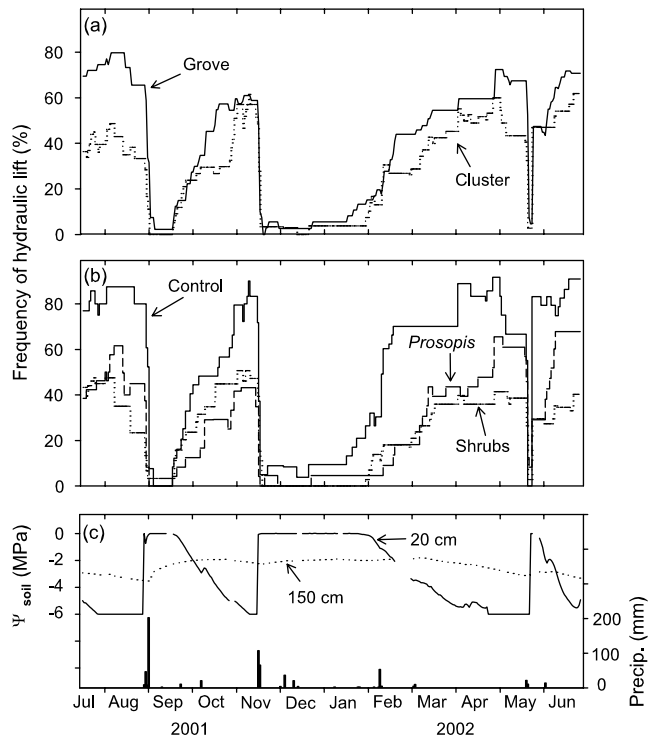 (a)
80
60
40
20
0
Grove
Cluster
Frequency of hydraulic lift (%)
(b)
80
60
40
20
0
Control
Prosopis
Shrubs
(c)
0
-2
-4
-6
Ψ soil (MPa)
20 cm
150 cm
200
100
0
Precip. (mm)
Jul Aug Sep Oct Nov Dec Jan Feb Mar Apr May Jun
2001 2002